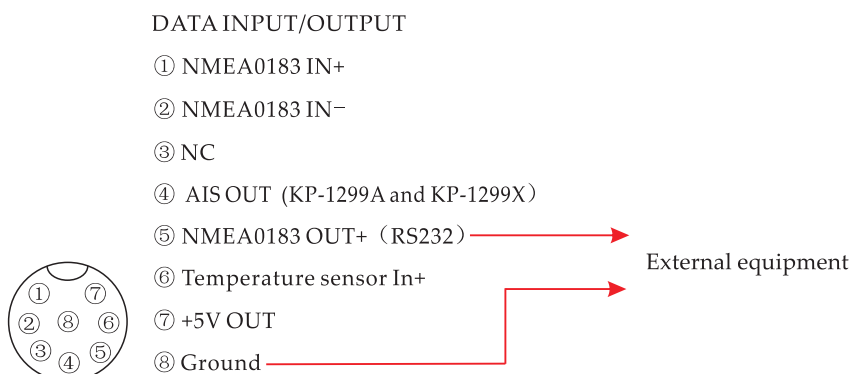 DATA INPUT/OUTPUT
① NMEA0183 IN+
② NMEA0183 IN−
③ NC
④ AIS OUT (KP-1299A and KP-1299X）
⑤ NMEA0183 OUT+（RS232）
External equipment
⑥ Temperature sensor In+
⑦ +5V OUT
⑧ Ground
① ⑦
② ⑧ ⑥
③ ⑤
④